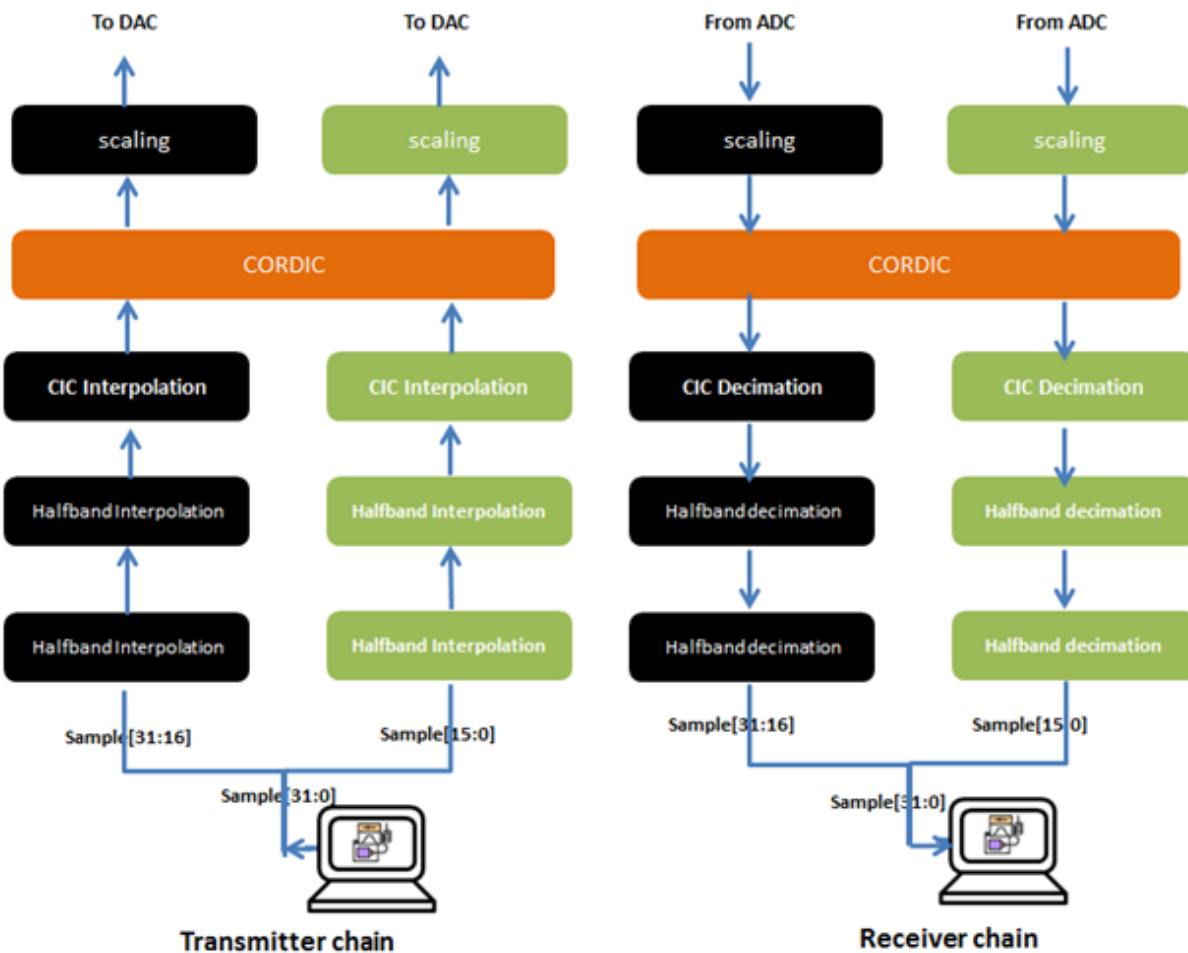 To DAC
To DAC
From ADC
From ADC
scaling
scaling
scaling
scaling
CORDIC
CORDIC
CIC Interpolation
CIC Interpolation
CIC Decimation
CIC Decimation
Halfband Interpolation
Halfband Interpolation
Halfband decimation
Halfband decimation
Halfband Interpolation
Halfband Interpolation
Halfband decimation
Halfband decimation
Sample[31:16]
Sample[15:0]
Sample[31:16]
Sample[15:0]
Sample[31:0]
Sample[31:0]
Transmitter chain
Receiver chain